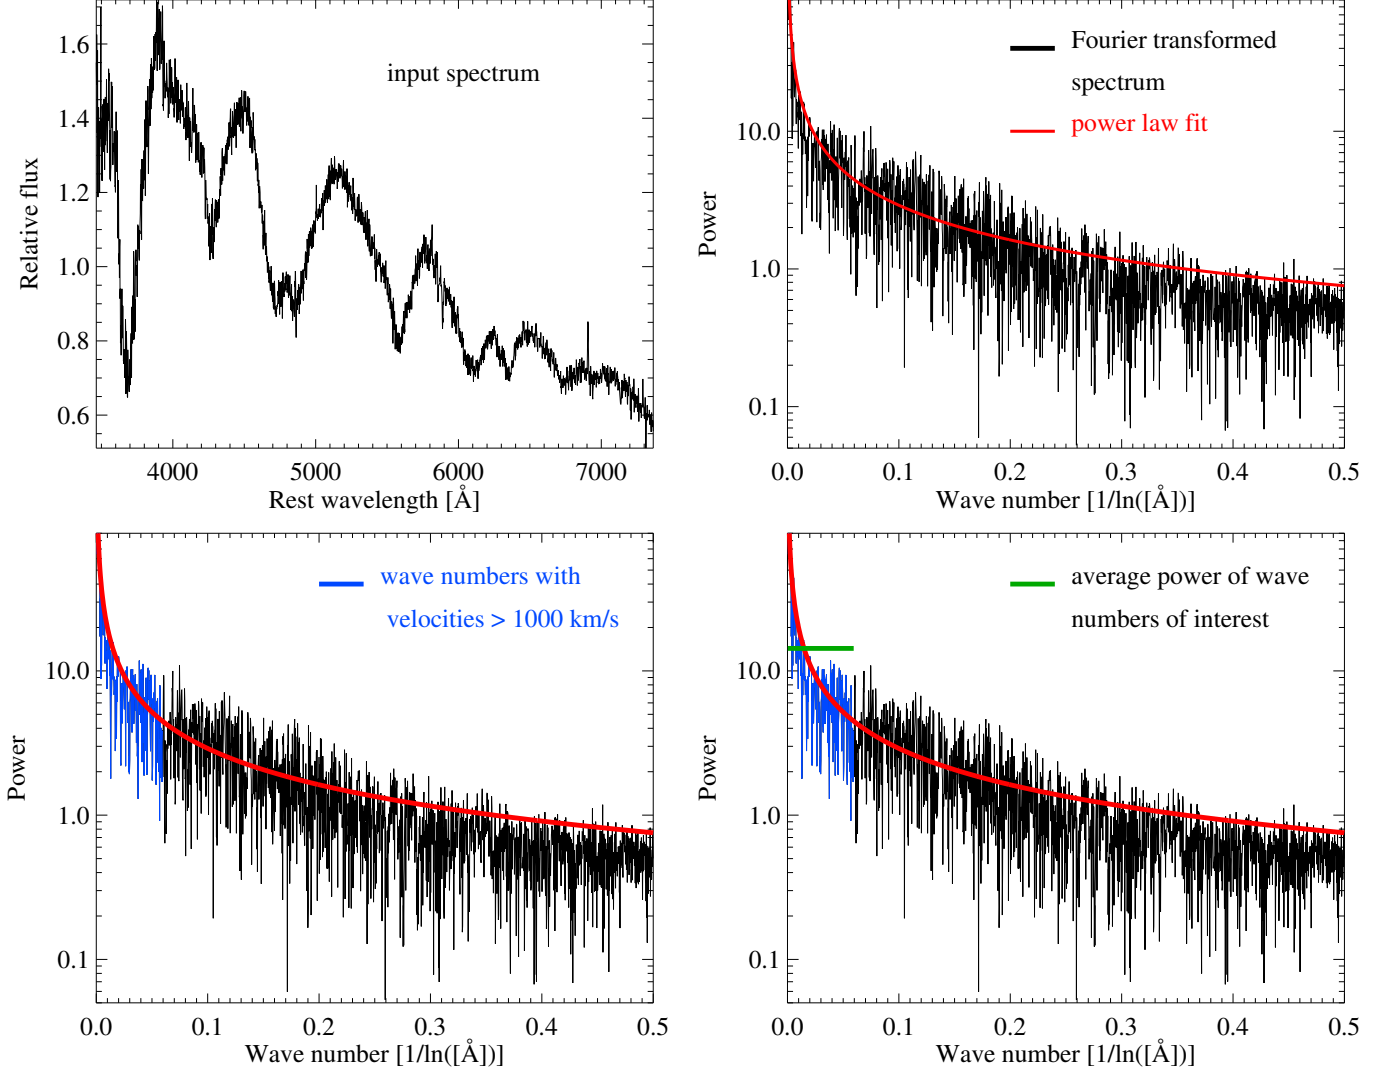 1.6
1.4
1.2
1.0
0.8
0.6
Relative flux
input spectrum
4000
5000
6000
7000
Rest wavelength [Å]
10.0
1.0
0.1
Power
Fourier transformed
spectrum
power law fit
0.0
0.1
0.2
0.3
0.4
0.5
Wave number [1/ln([Å])]
10.0
1.0
0.1
Power
wave numbers with
velocities > 1000 km/s
0.0
0.1
0.2
0.3
0.4
0.5
Wave number [1/ln([Å])]
10.0
1.0
0.1
Power
average power of wave
numbers of interest
0.0
0.1
0.2
0.3
0.4
0.5
Wave number [1/ln([Å])]